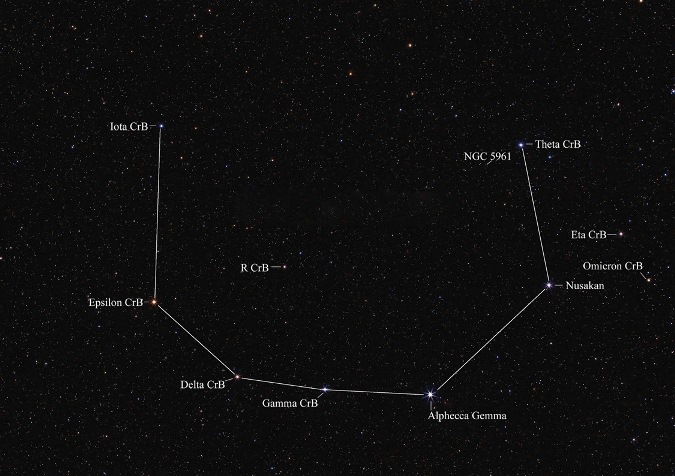 Iota CrB
Theta CrB
NGC 5961
Eta CrB
Omicron CrB
R CrB
Nusakan
Epsilon CrB
Delta CrB
Gamma CrB
Alphecca Gemma